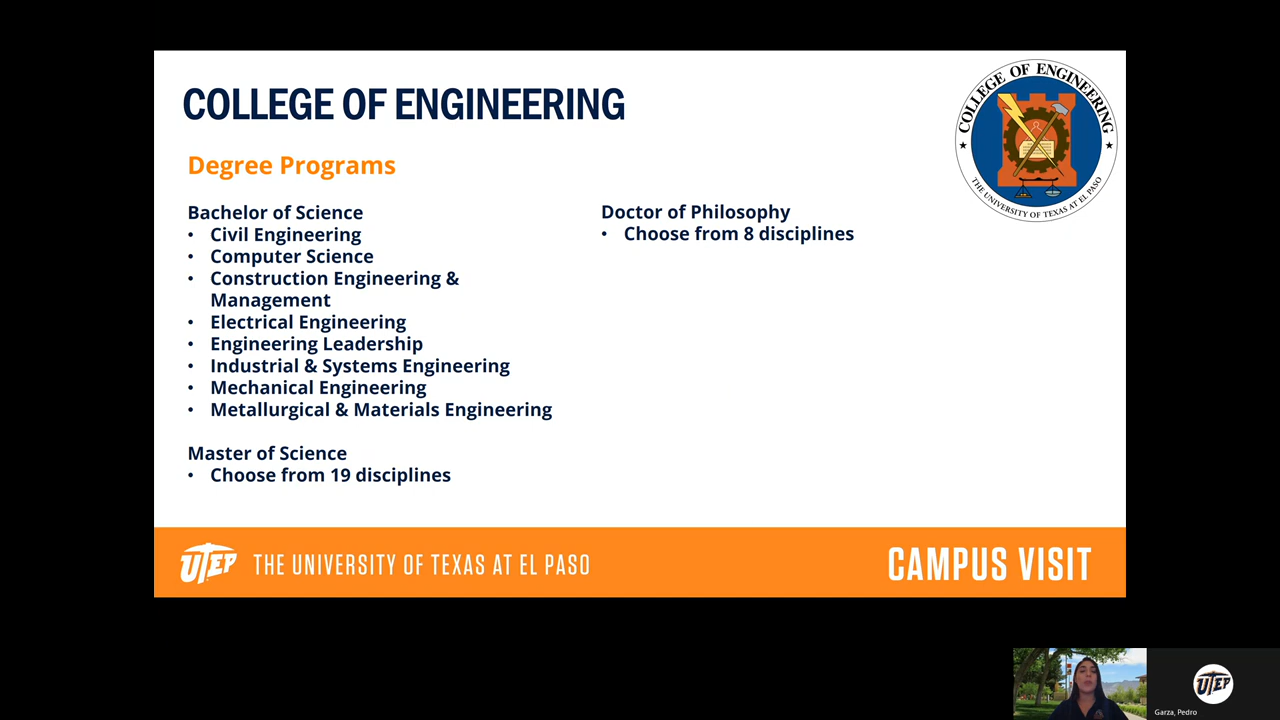 COLLEGE OF ENGINEERING
COLLEGE OF ENGINEERING
THE UNIVERSITY OF TEXAS AT EL PASO
Degree Programs
Bachelor of Science
• Civil Engineering
• Computer Science
• Construction Engineering &
Management
• Electrical Engineering
• Engineering Leadership
• Industrial & Systems Engineering
• Mechanical Engineering
• Metallurgical & Materials Engineering
Master of Science
• Choose from 19 disciplines
Doctor of Philosophy
• Choose from 8 disciplines
UTEP THE UNIVERSITY OF TEXAS AT EL PASO
CAMPUS VISIT
UTEP
Garza, Pedro